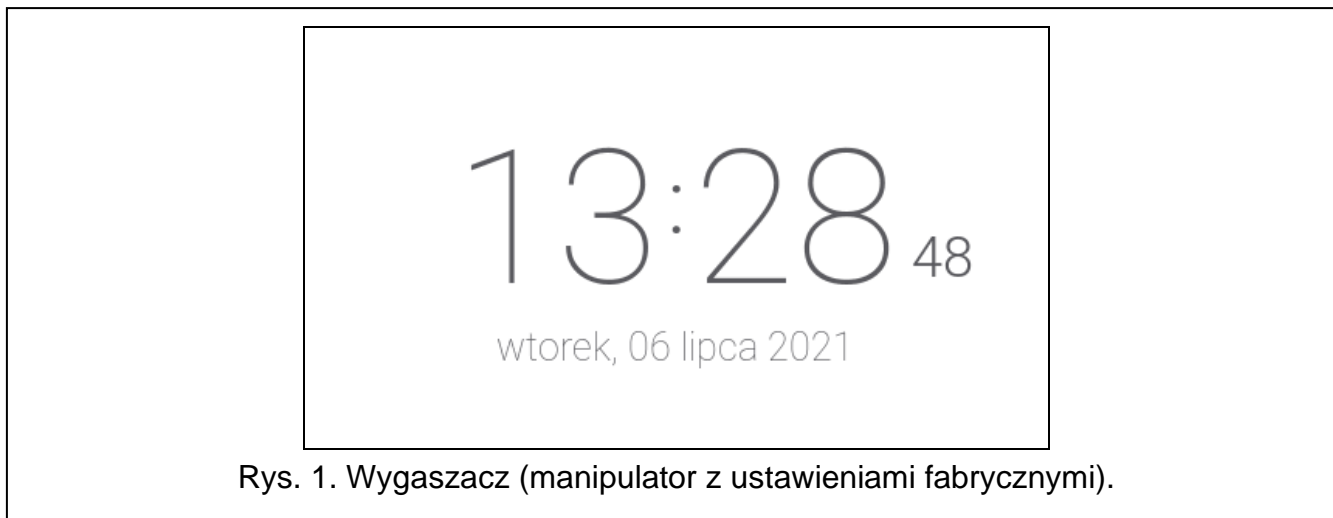 13:28 48
wtorek, 06 lipca 2021
Rys. 1. Wygaszacz (manipulator z ustawieniami fabrycznymi).